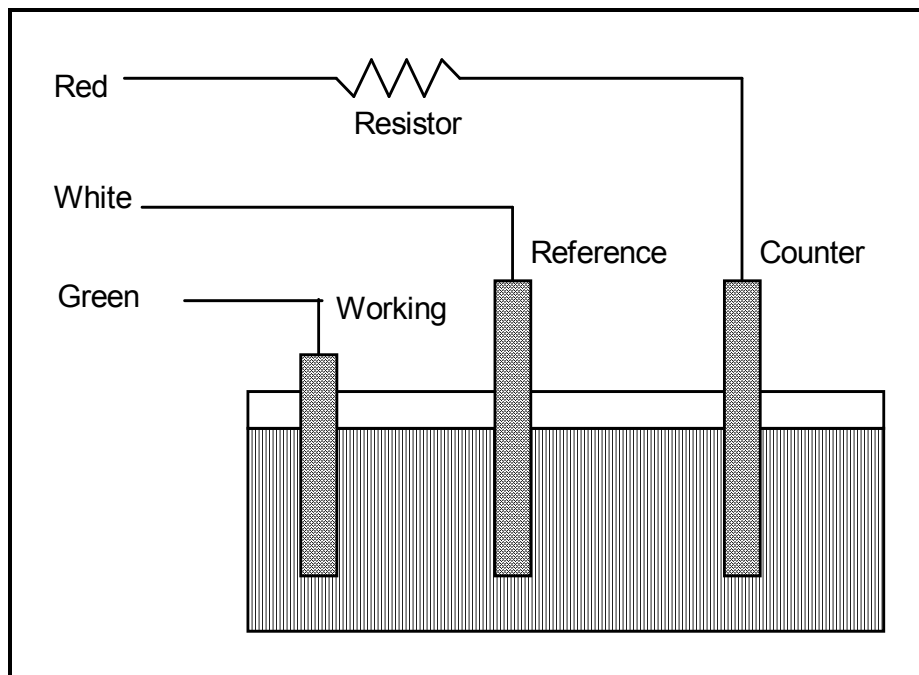 Red
Resistor
White
Reference
Counter
Green
Working